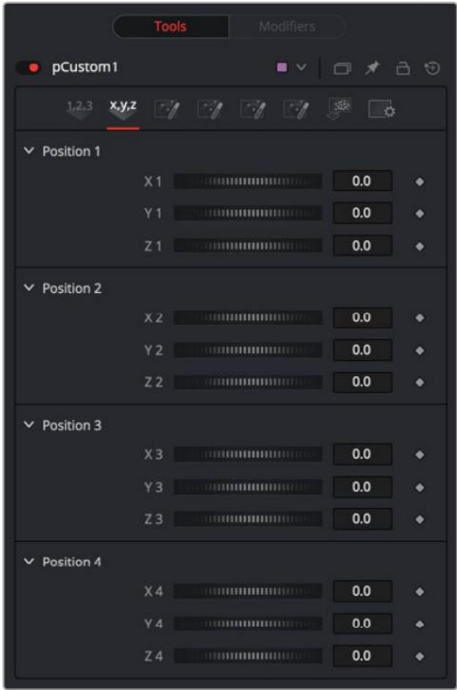 Tools Modifiers
pCustom1
1,2,3 x,y,z
Position 1
X 1 0.0
Y 1 0.0
Z 1 0.0
Position 2
X 2 0.0
Y 2 0.0
Z 2 0.0
Position 3
X 3 0.0
Y 3 0.0
Z 3 0.0
Position 4
X 4 0.0
Y 4 0.0
Z 4 0.0